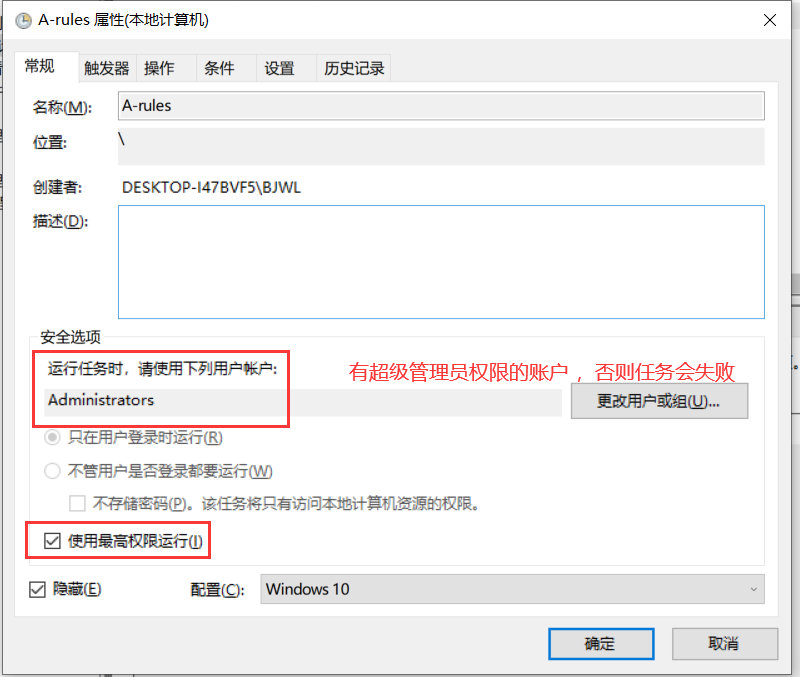 A-rules 属性(本地计算机)
常规 触发器 操作 条件 设置 历史记录
名称(M): A-rules
位置: \
创建者: DESKTOP-I47BVF5\BJWL
描述(D):
安全选项
运行任务时，请使用下列用户帐户:
有超级管理员权限的账户，否则任务会失败
Administrators
更改用户或组(U)...
只在用户登录时运行(R)
不管用户是否登录都要运行(W)
不存储密码(P)。该任务将只有访问本地计算机资源的权限。
使用最高权限运行(I)
隐藏(E) 配置(C): Windows 10
确定 取消